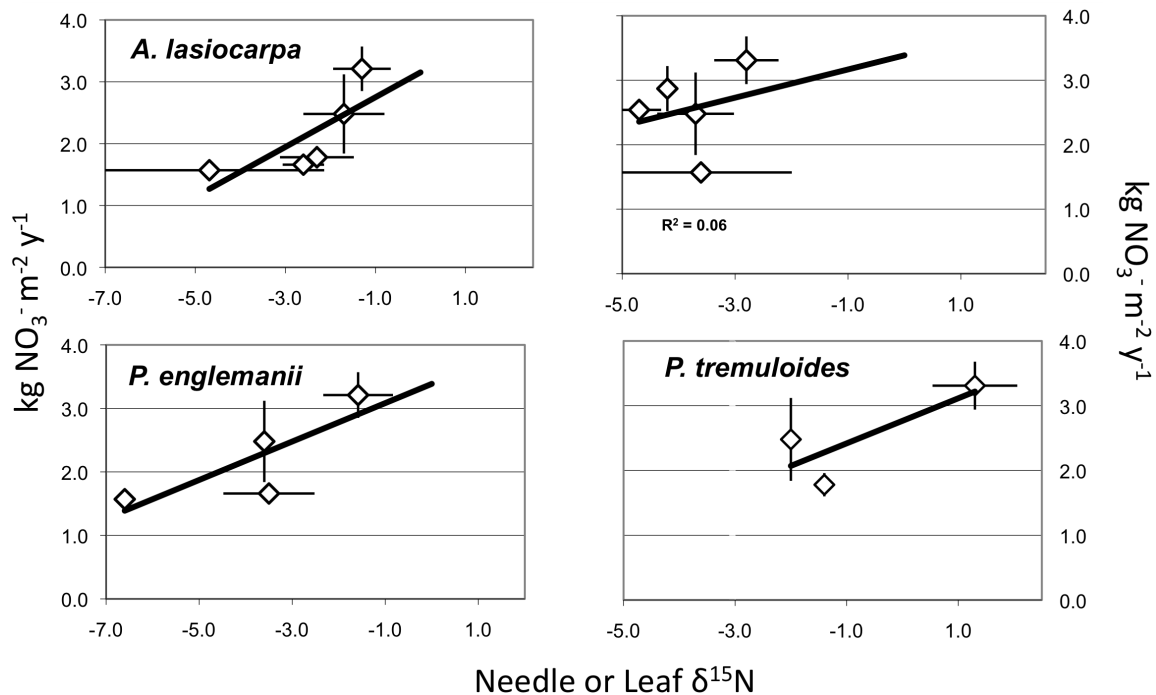 4.0
3.0
2.0
1.0
0.0
A. lasiocarpa
-7.0 -5.0 -3.0 -1.0 1.0
4.0
3.0
2.0
1.0
0.0
R² = 0.06
-5.0 -3.0 -1.0 1.0
kg NO₃⁻ m⁻² y⁻¹
kg NO₃⁻ m⁻² y⁻¹
4.0
3.0
2.0
1.0
0.0
P. englemanii
-7.0 -5.0 -3.0 -1.0 1.0
4.0
3.0
2.0
1.0
0.0
P. tremuloides
-5.0 -3.0 -1.0 1.0
Needle or Leaf δ¹⁵N